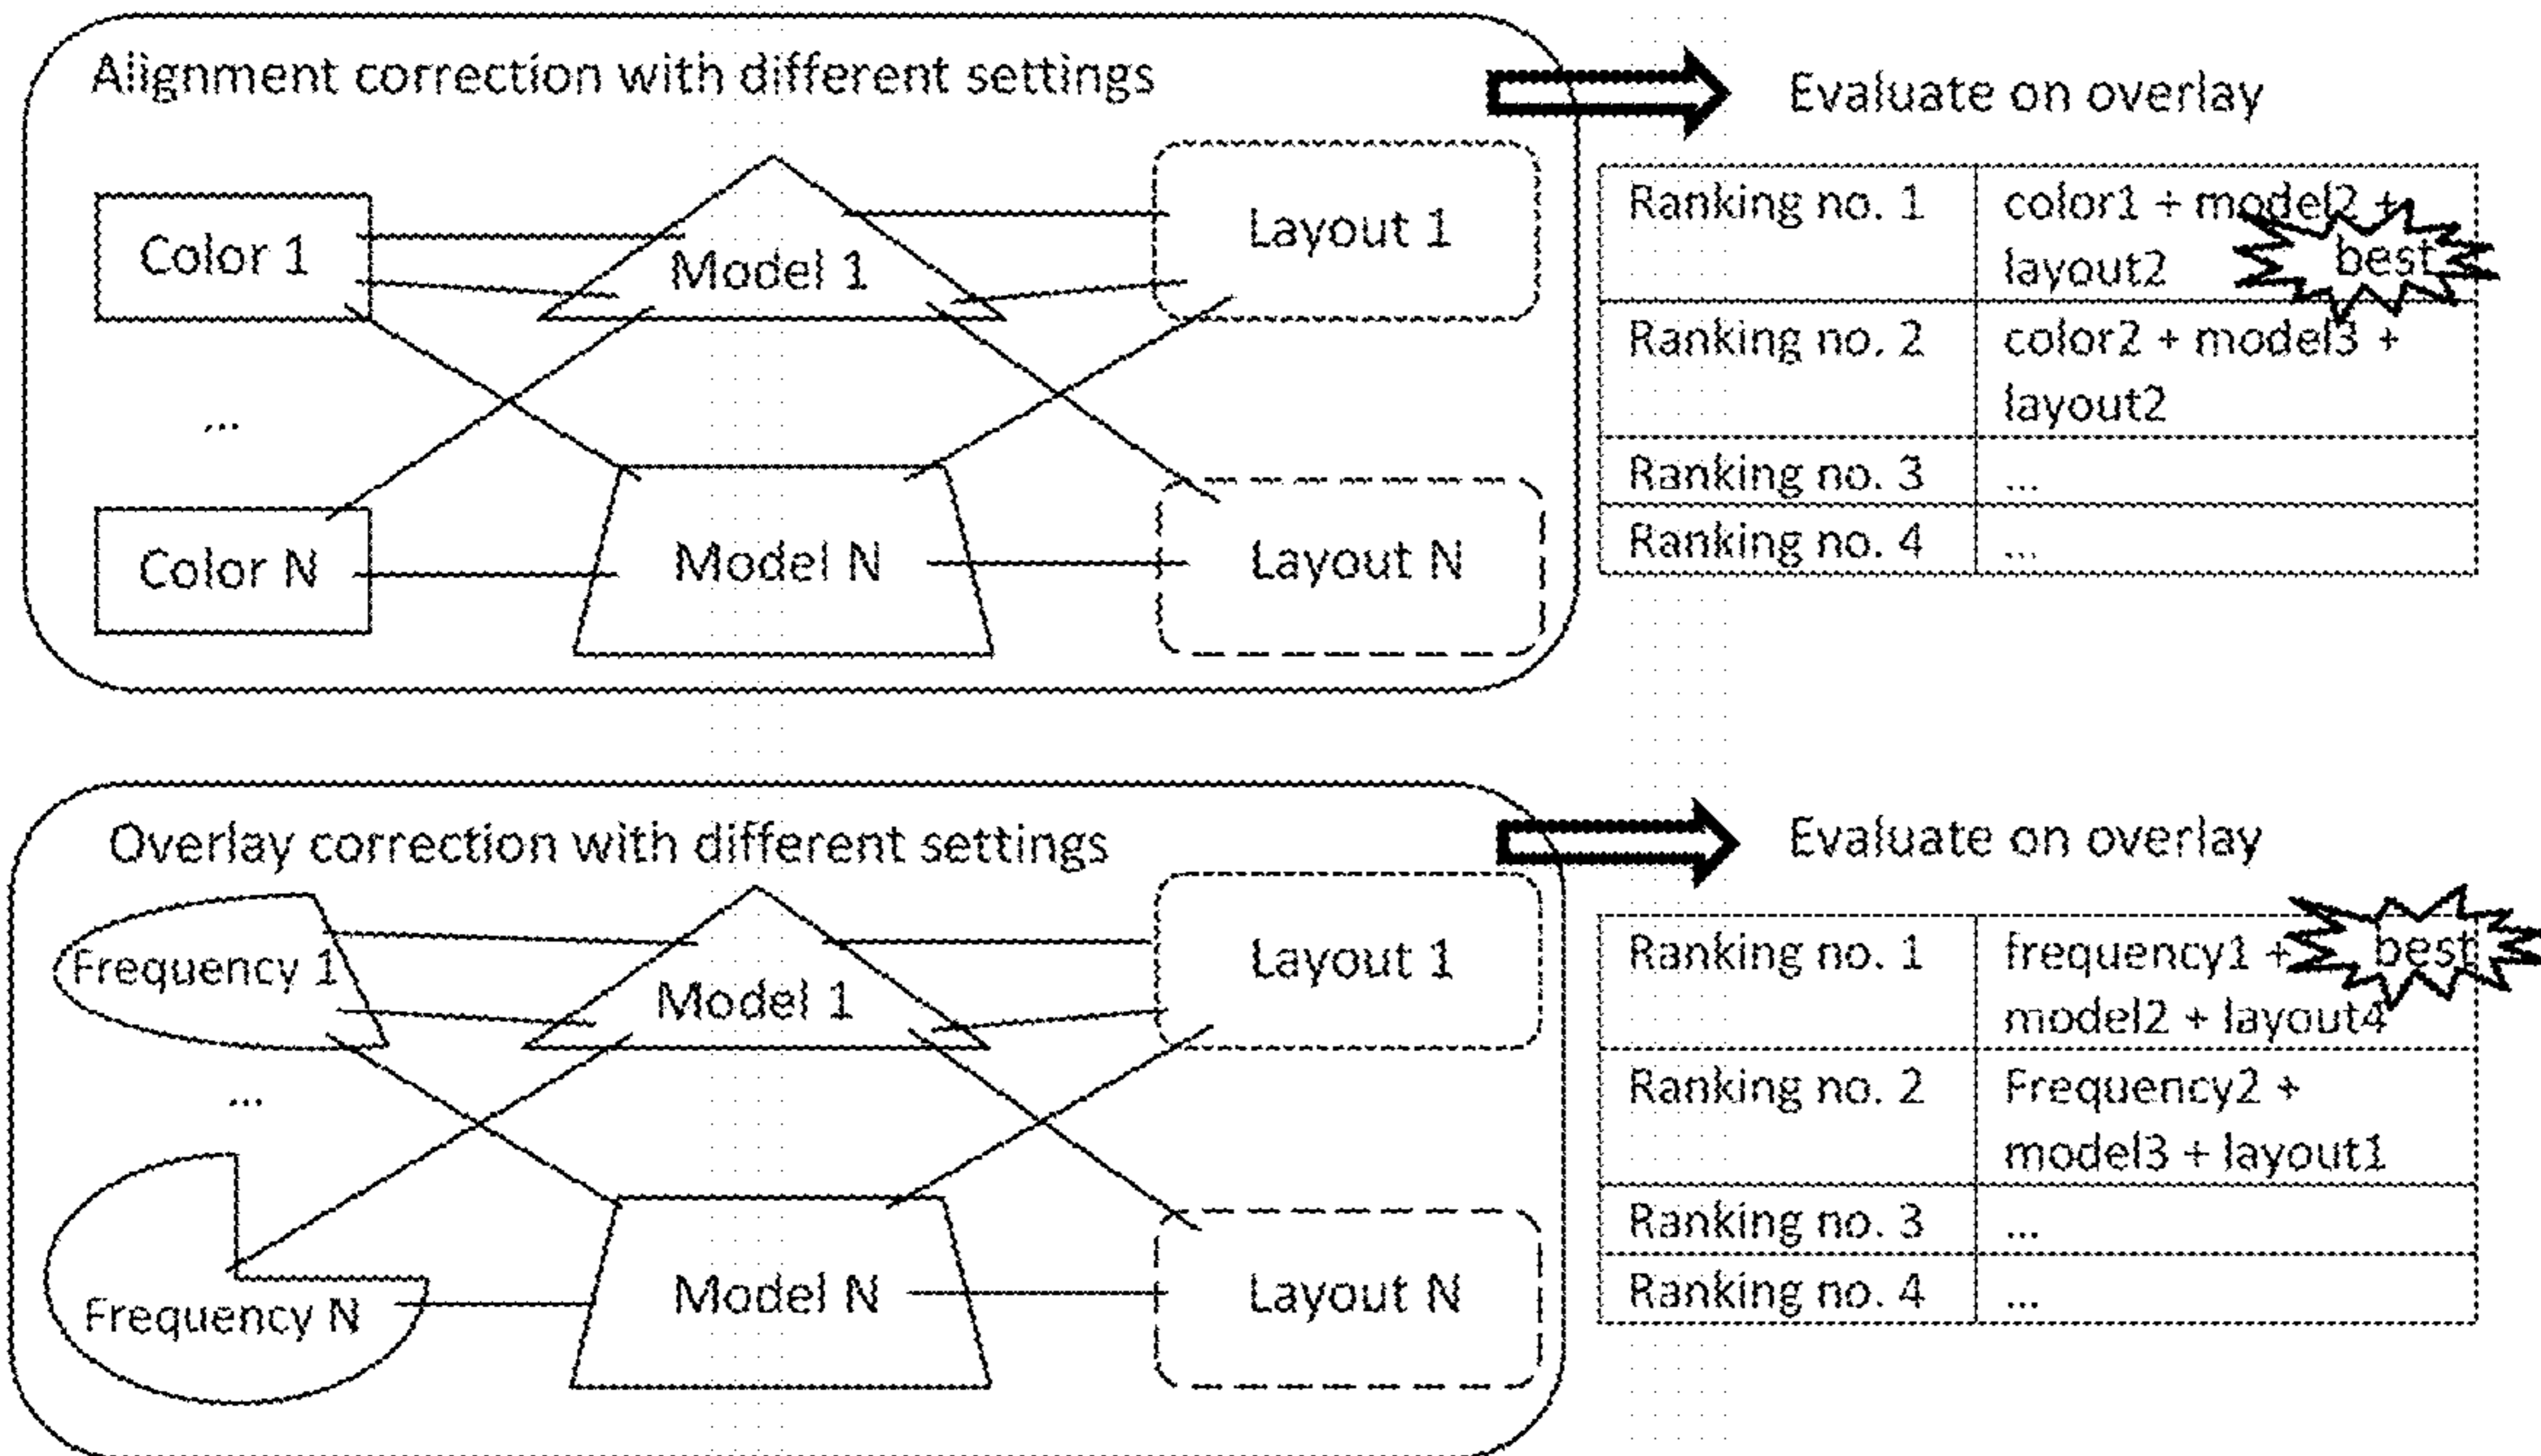 Alignment correction with different settings
Evaluate on overlay
Color 1
Model 1
Layout 1
...
Color N
Model N
Layout N
Ranking no. 1
color1 + model2 +
layout2
best
Ranking no. 2
color2 + model3 +
layout2
Ranking no. 3
...
Ranking no. 4
...
Overlay correction with different settings
Evaluate on overlay
Frequency 1
Model 1
Layout 1
...
Frequency N
Model N
Layout N
Ranking no. 1
frequency1 +
best
model2 + layout4
Ranking no. 2
Frequency2 +
model3 + layout1
Ranking no. 3
...
Ranking no. 4
...